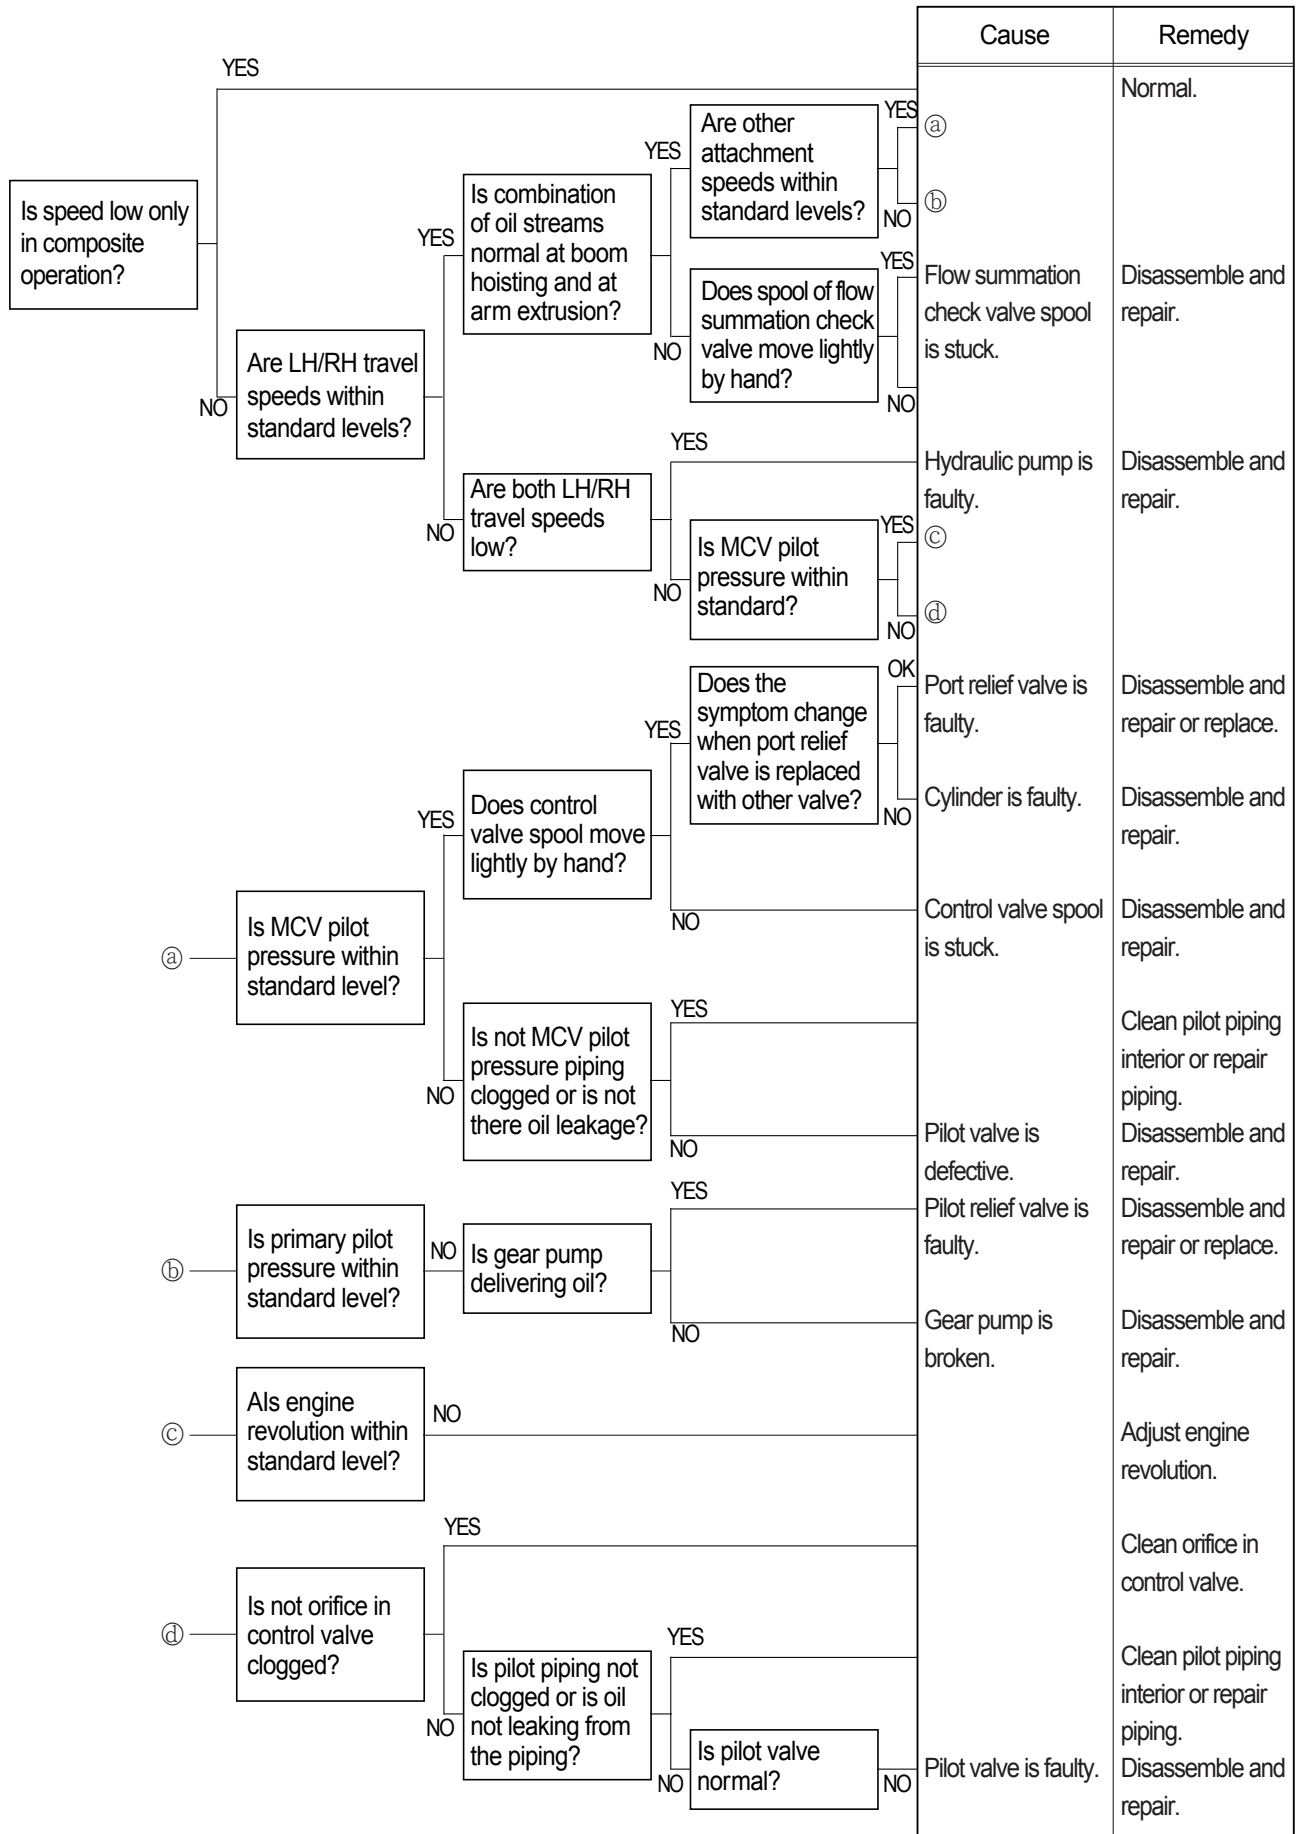 Cause
Remedy
YES
Normal.
Is speed low only
in composite
operation?
NO
Are LH/RH travel
speeds within
standard levels?
YES
Is combination
of oil streams
normal at boom
hoisting and at
arm extrusion?
YES
Are other
attachment
speeds within
standard levels?
YES
ⓐ
NO
ⓑ
NO
Does spool of flow
summation check
valve move lightly
by hand?
YES
NO
Flow summation
check valve spool
is stuck.
Disassemble and
repair.
NO
Are both LH/RH
travel speeds
low?
YES
Hydraulic pump is
faulty.
Disassemble and
repair.
NO
Is MCV pilot
pressure within
standard?
YES
ⓒ
NO
ⓓ
ⓐ
Is MCV pilot
pressure within
standard level?
YES
Does control
valve spool move
lightly by hand?
YES
Does the
symptom change
when port relief
valve is replaced
with other valve?
OK
Port relief valve is
faulty.
Disassemble and
repair or replace.
NO
Cylinder is faulty.
Disassemble and
repair.
NO
Control valve spool
is stuck.
Disassemble and
repair.
NO
Is not MCV pilot
pressure piping
clogged or is not
there oil leakage?
YES
Clean pilot piping
interior or repair
piping.
NO
Pilot valve is
defective.
Disassemble and
repair.
ⓑ
Is primary pilot
pressure within
standard level?
NO
Is gear pump
delivering oil?
YES
Pilot relief valve is
faulty.
Disassemble and
repair or replace.
NO
Gear pump is
broken.
Disassemble and
repair.
ⓒ
AIs engine
revolution within
standard level?
NO
Adjust engine
revolution.
ⓓ
Is not orifice in
control valve
clogged?
YES
Clean orifice in
control valve.
NO
Is pilot piping not
clogged or is oil
not leaking from
the piping?
YES
Clean pilot piping
interior or repair
piping.
NO
Is pilot valve
normal?
NO
Pilot valve is faulty.
Disassemble and
repair.